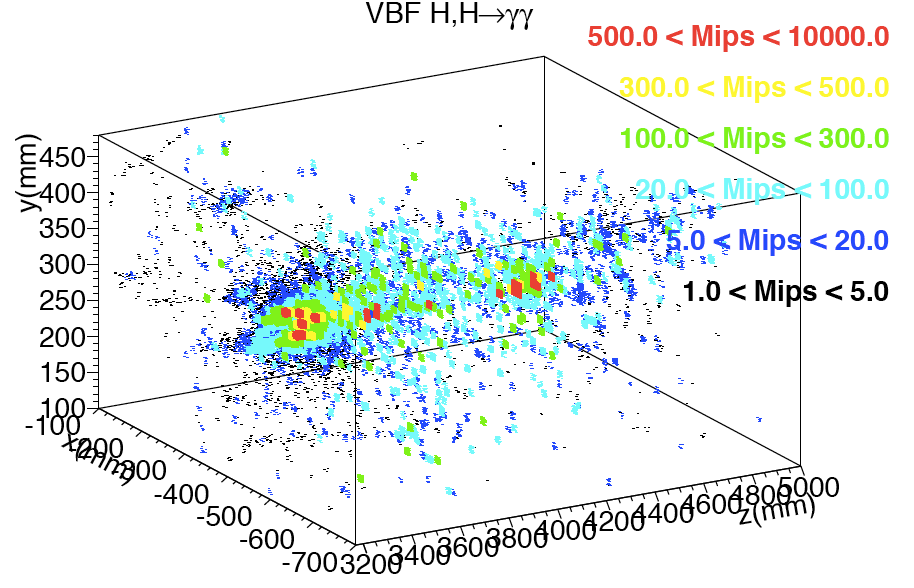 VBF H,H→γγ
500.0 < Mips < 10000.0
300.0 < Mips < 500.0
100.0 < Mips < 300.0
20.0 < Mips < 100.0
5.0 < Mips < 20.0
1.0 < Mips < 5.0
y(mm)
450
400
350
300
250
200
150
100
-100
-200
-300
-400
-500
-600
-700
x(mm)
3200
3400
3600
3800
4000
4200
4400
4600
4800
5000
z(mm)